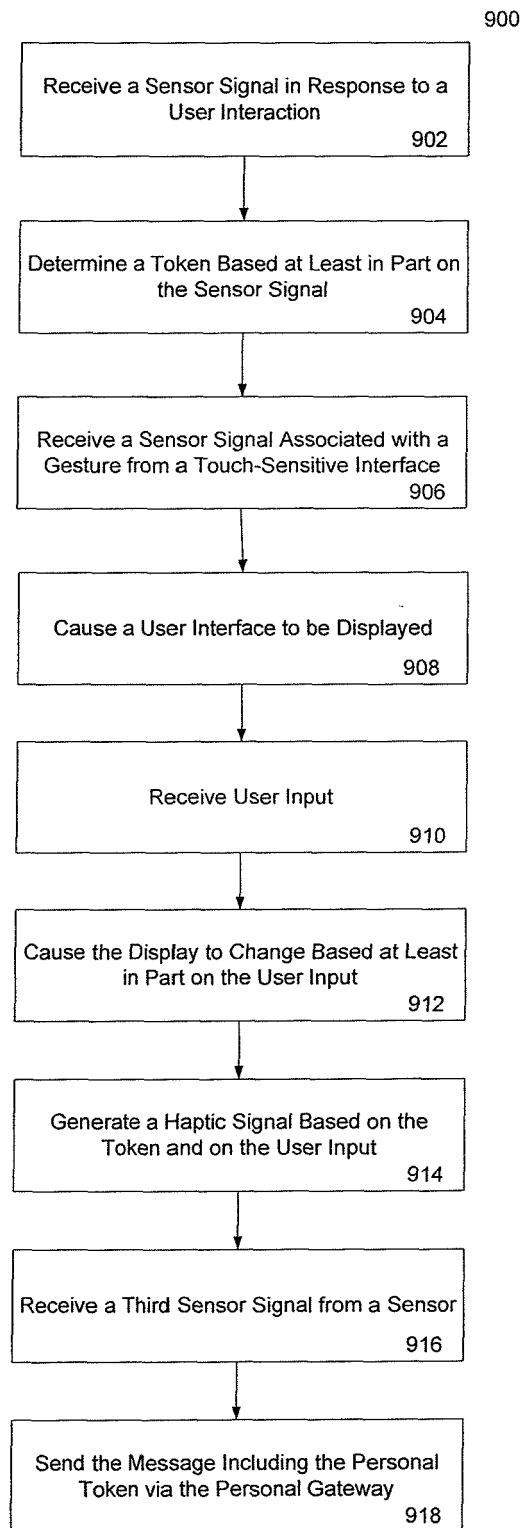 900
Receive a Sensor Signal in Response to a
User Interaction
902
Determine a Token Based at Least in Part on
the Sensor Signal
904
Receive a Sensor Signal Associated with a
Gesture from a Touch-Sensitive Interface
906
Cause a User Interface to be Displayed
908
Receive User Input
910
Cause the Display to Change Based at Least
in Part on the User Input
912
Generate a Haptic Signal Based on the
Token and on the User Input
914
Receive a Third Sensor Signal from a Sensor
916
Send the Message Including the Personal
Token via the Personal Gateway
918